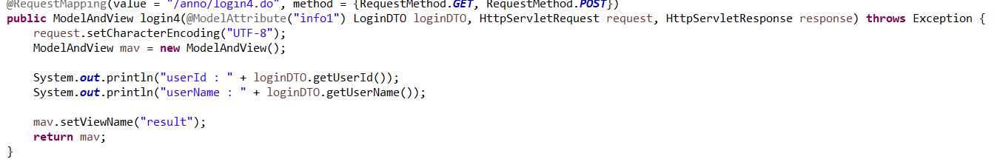 @RequestMapping(value = "/anno/login4.do", method = {RequestMethod.GET, RequestMethod.POST})
public ModelAndView login4(@ModelAttribute("info1") LoginDTO loginDTO, HttpServletRequest request, HttpServletResponse response) throws Exception {
    request.setCharacterEncoding("UTF-8");
    ModelAndView mav = new ModelAndView();

    System.out.println("userId : " + loginDTO.getUserId());
    System.out.println("userName : " + loginDTO.getUserName());

    mav.setViewName("result");
    return mav;
}